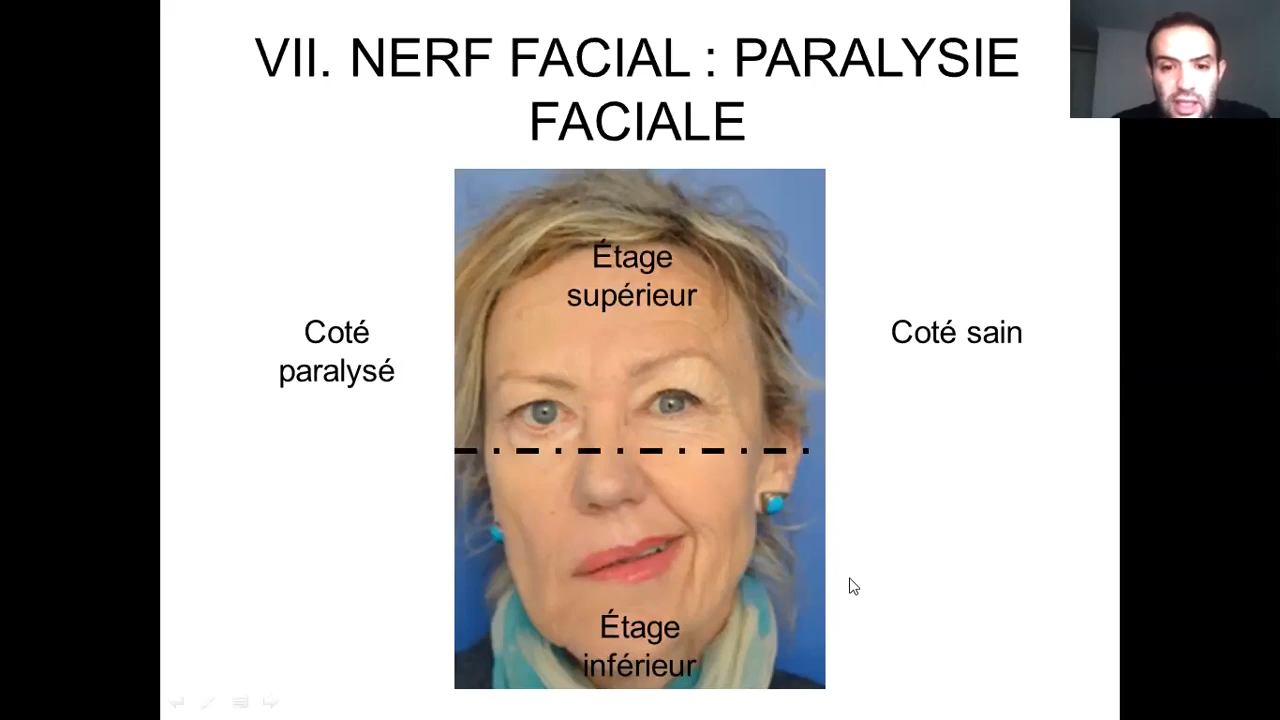 VII. NERF FACIAL : PARALYSIE
FACIALE
Étage
supérieur
Coté
paralysé
Coté sain
Étage
inférieur